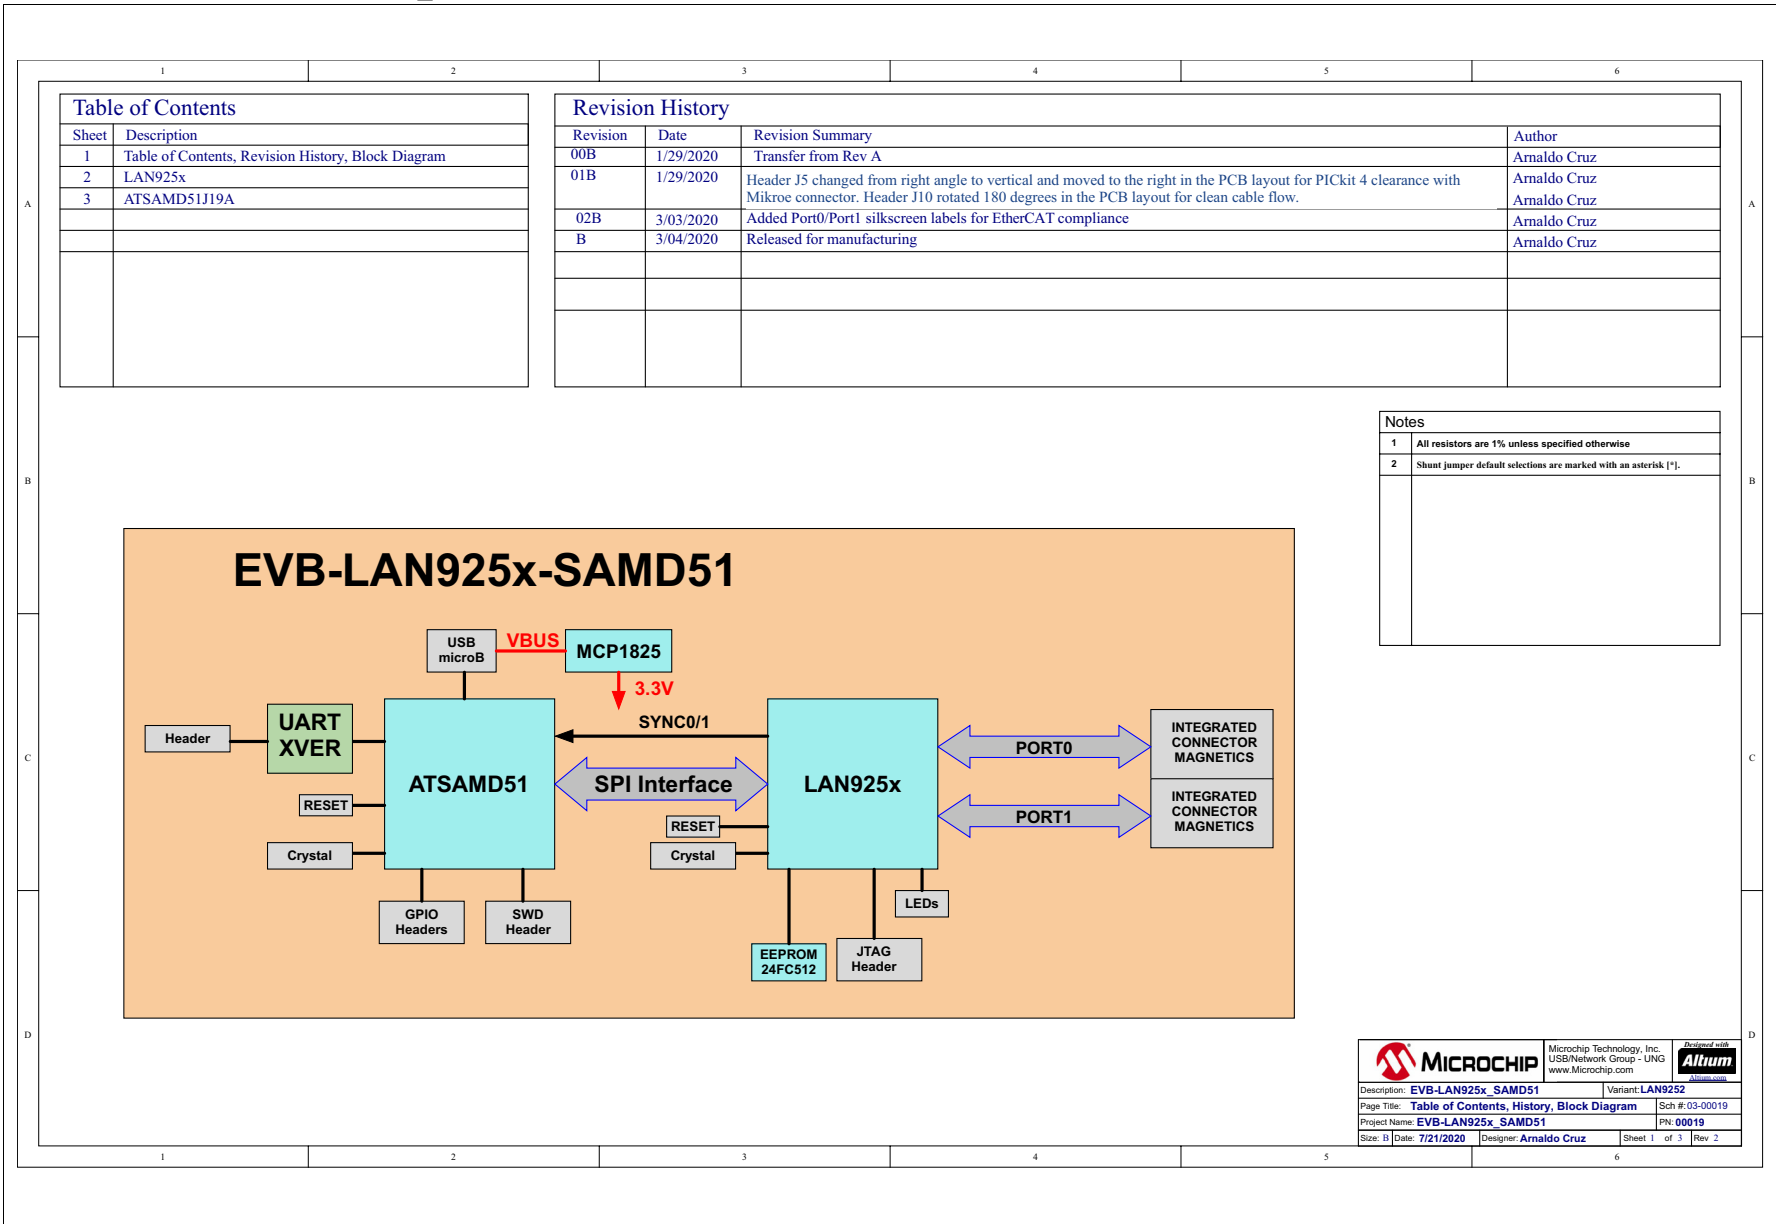 1 2 3 4 5 6
Table of Contents
Sheet Description
1 Table of Contents, Revision History, Block Diagram
2 LAN925x
3 ATSAMD51J19A
Revision History
Revision Date Revision Summary Author
00B 1/29/2020 Transfer from Rev A Arnaldo Cruz
01B 1/29/2020 Header J5 changed from right angle to vertical and moved to the right in the PCB layout for PICkit 4 clearance with Arnaldo Cruz
Mikroe connector. Header J10 rotated 180 degrees in the PCB layout for clean cable flow. Arnaldo Cruz
02B 3/03/2020 Added Port0/Port1 silkscreen labels for EtherCAT compliance Arnaldo Cruz
B 3/04/2020 Released for manufacturing Arnaldo Cruz
A A
Notes
1 All resistors are 1% unless specified otherwise
2 Shunt jumper default selections are marked with an asterisk [*].
B B
EVB-LAN925x-SAMD51
USB
microB
VBUS
MCP1825
3.3V
SYNC0/1
Header
UART
XVER
ATSAMD51
SPI Interface
LAN925x
PORT0
INTEGRATED
CONNECTOR
MAGNETICS
PORT1
INTEGRATED
CONNECTOR
MAGNETICS
C C
RESET
Crystal
RESET
Crystal
GPIO
Headers
SWD
Header
LEDs
EEPROM
24FC512
JTAG
Header
D D
MICROCHIP
Microchip Technology, Inc.
USB/Network Group - UNG
www.Microchip.com
Designed with
Altium
Altium.com
Description: EVB-LAN925x_SAMD51 Variant: LAN9252
Page Title: Table of Contents, History, Block Diagram Sch #: 03-00019
Project Name: EVB-LAN925x_SAMD51 PN: 00019
Size: B Date: 7/21/2020 Designer: Arnaldo Cruz Sheet 1 of 3 Rev 2
1 2 3 4 5 6